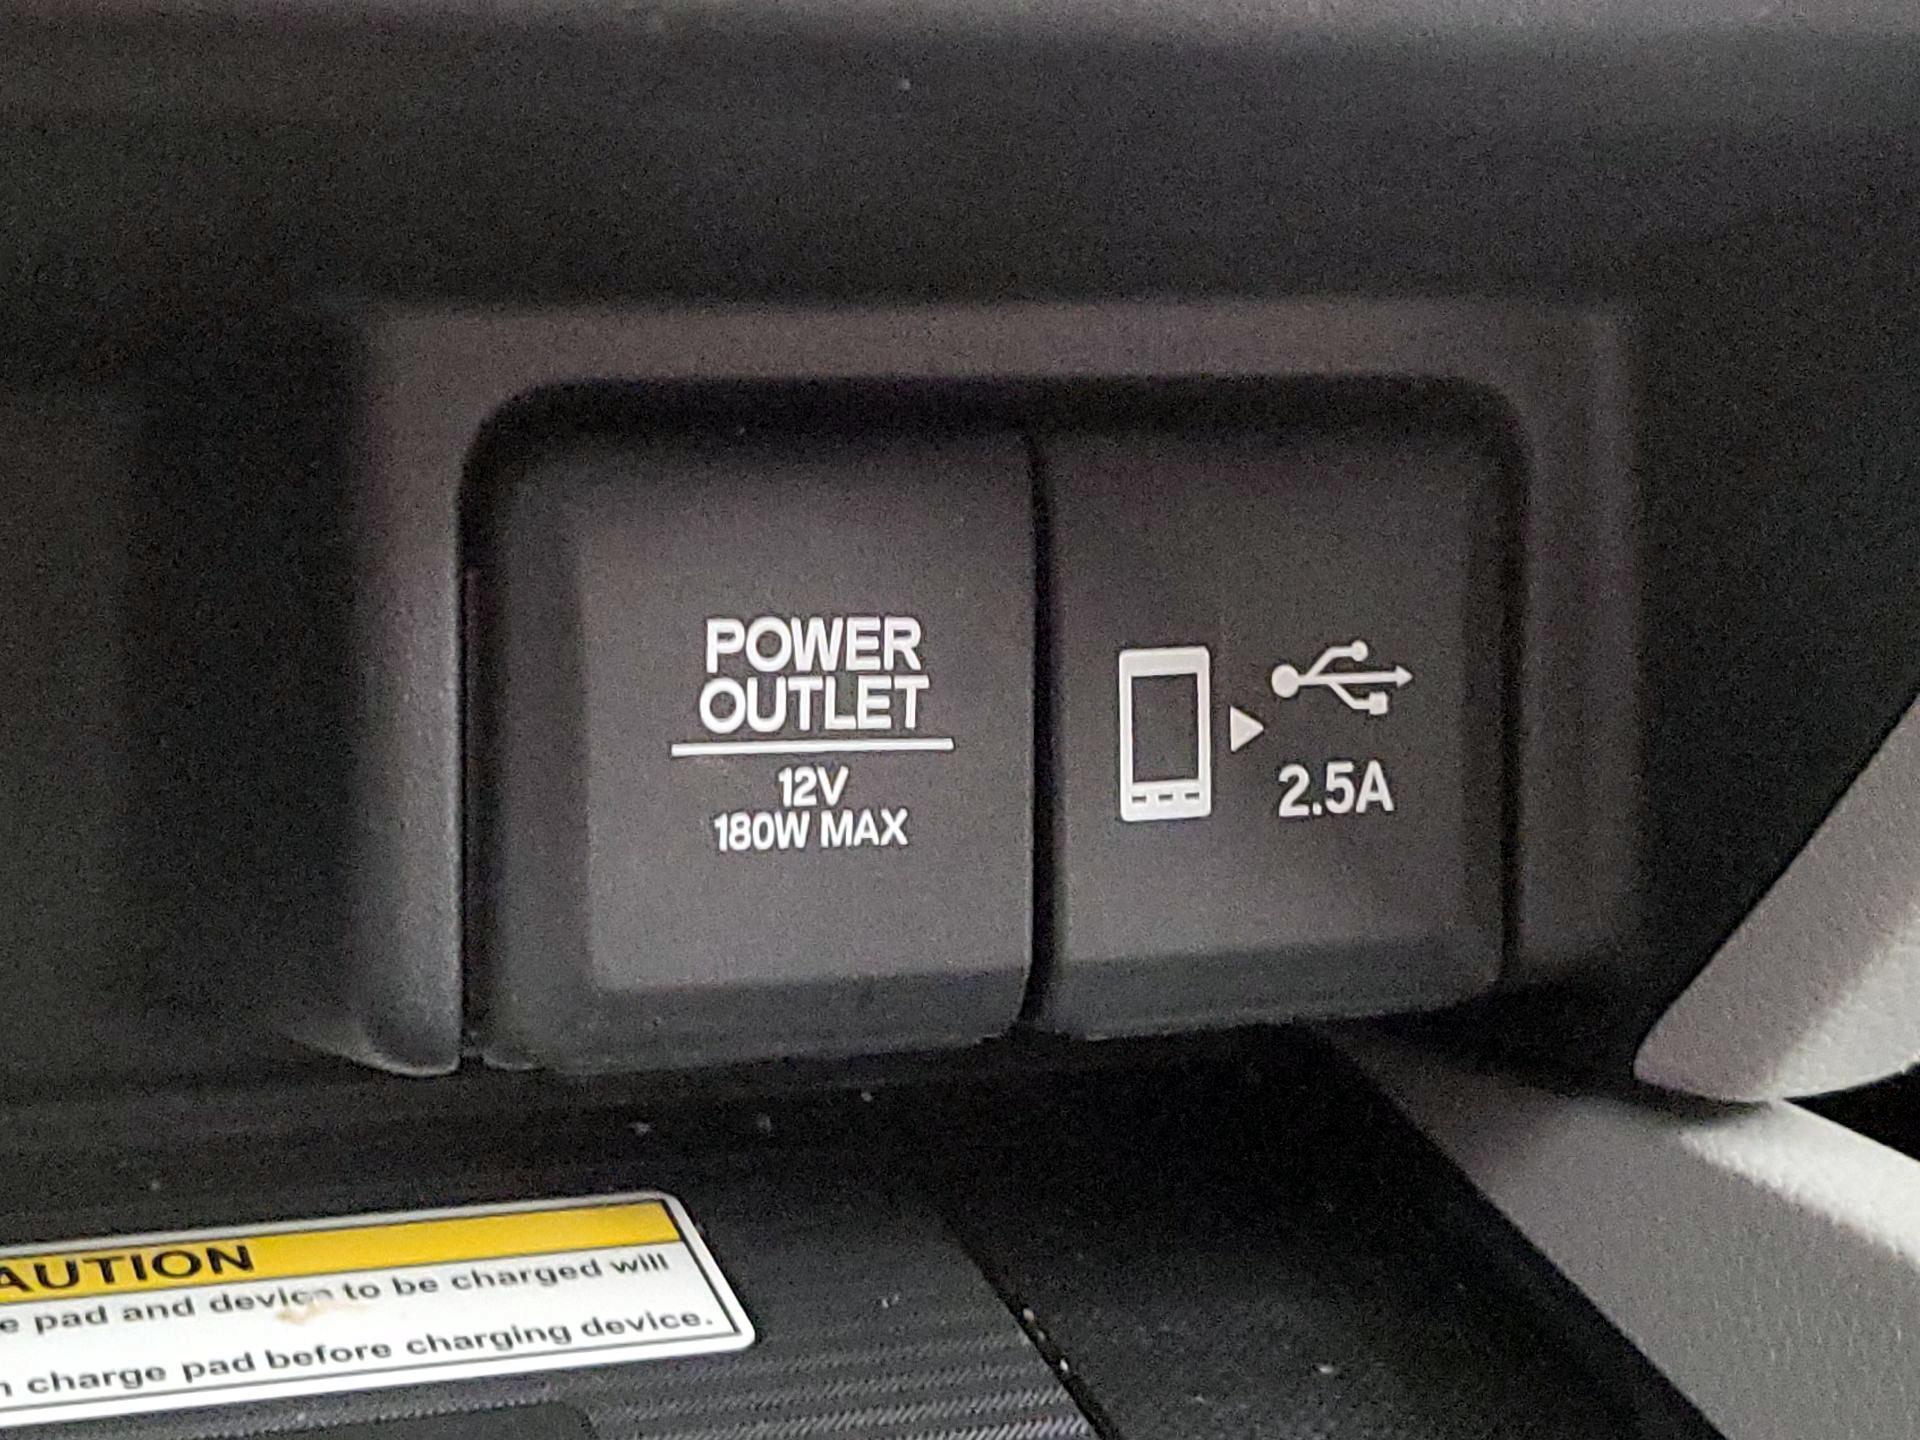 POWER
OUTLET
12V
180W MAX
2.5A
AUTION
pad and device to be charged will
charge pad before charging device.